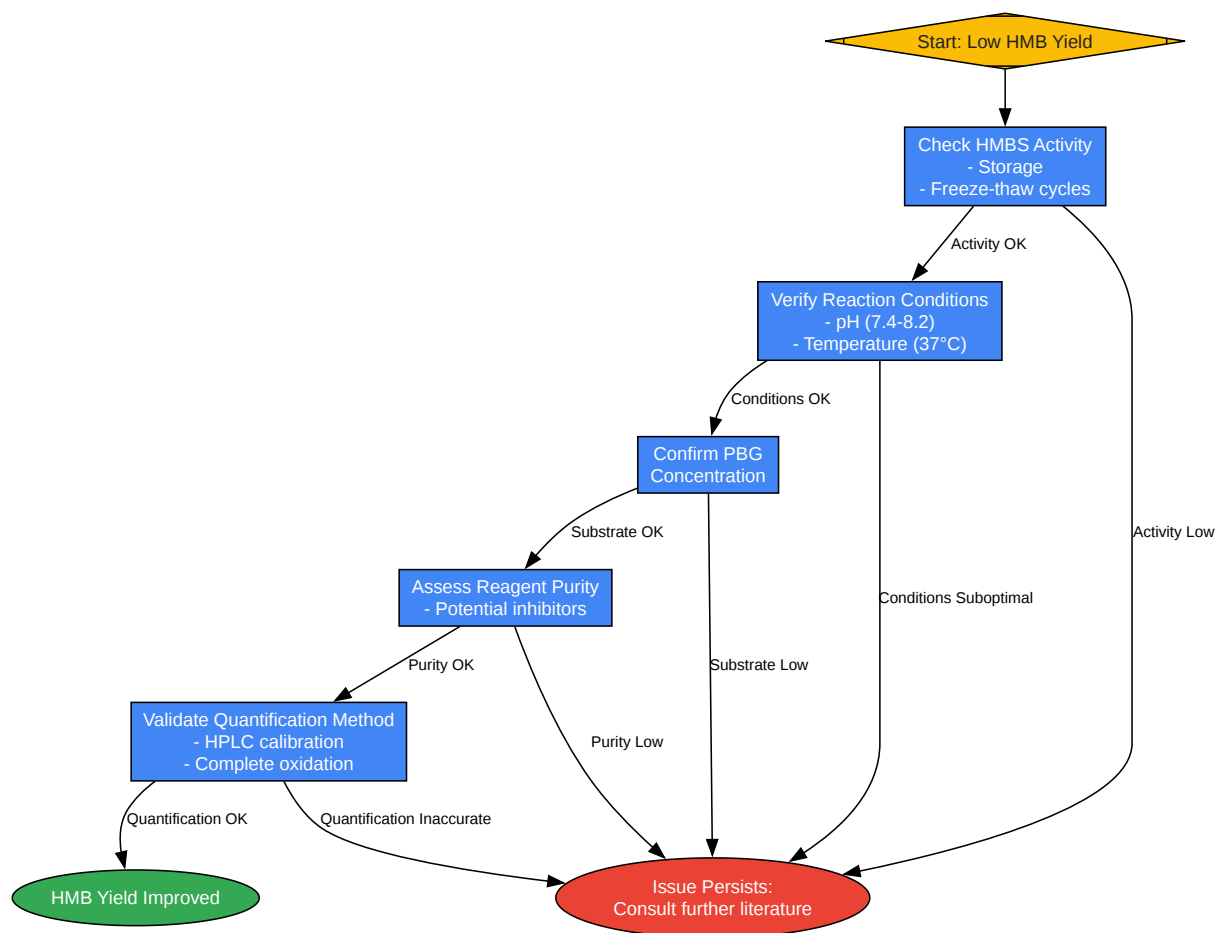 Start: Low HMB Yield
Check HMBS Activity
- Storage
- Freeze-thaw cycles
Activity OK
Verify Reaction Conditions
- pH (7.4-8.2)
- Temperature (37°C)
Conditions OK
Confirm PBG
Concentration
Substrate OK
Activity Low
Assess Reagent Purity
- Potential inhibitors
Conditions Suboptimal
Purity OK
Substrate Low
Validate Quantification Method
- HPLC calibration
- Complete oxidation
Purity Low
Quantification OK
Quantification Inaccurate
HMB Yield Improved
Issue Persists:
Consult further literature